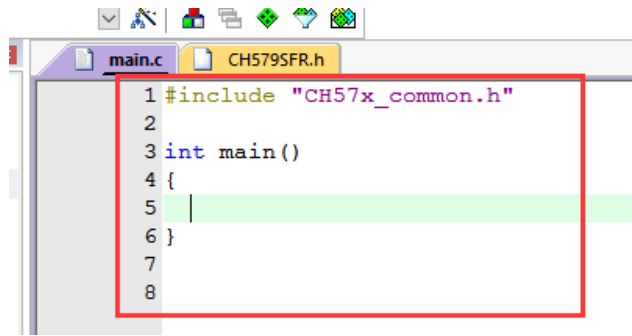 main.c CH579SFR.h
1 #include "CH57x_common.h"
2
3 int main()
4 {
5
6 }
7
8